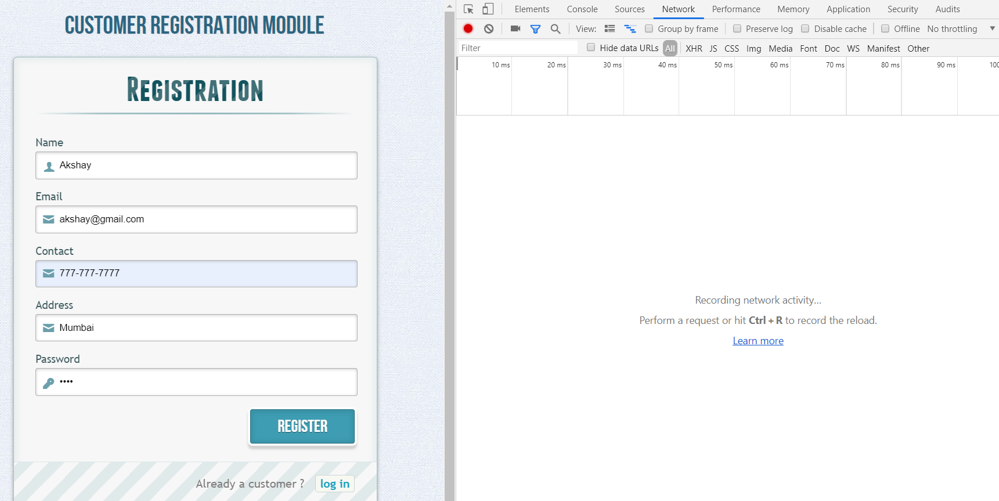 CUSTOMER REGISTRATION MODULE
REGISTRATION
Name
Akshay
Email
akshay@gmail.com
Contact
777-777-7777
Address
Mumbai
Password
••••
REGISTER
Already a customer ? log in
Elements Console Sources Network Performance Memory Application Security Audits
View: Group by frame Preserve log Disable cache Offline No throttling
Filter Hide data URLs All XHR JS CSS Img Media Font Doc WS Manifest Other
10 ms 20 ms 30 ms 40 ms 50 ms 60 ms 70 ms 80 ms 90 ms 100
Recording network activity...
Perform a request or hit Ctrl + R to record the reload.
Learn more